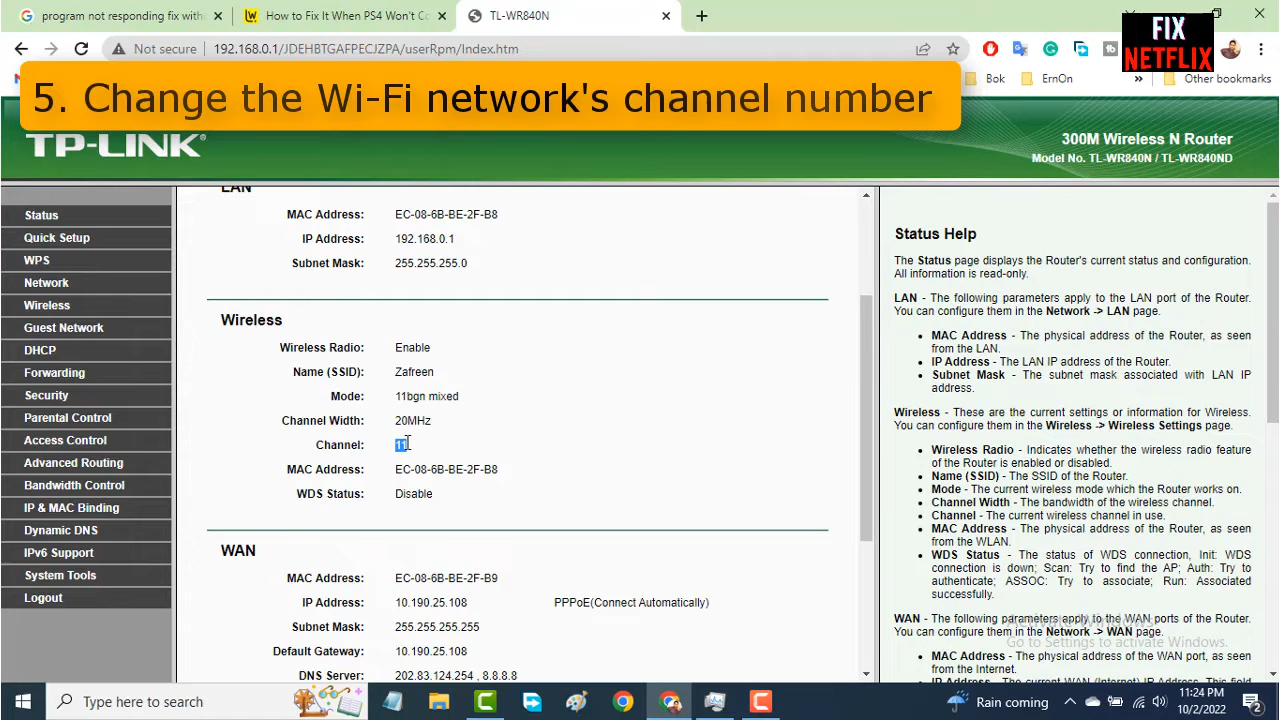 program not responding fix withou
How to Fix It When PS4 Won't Co
TL-WR840N
Not secure
192.168.0.1/JDEHBTGAFPECJZPA/userRpm/Index.htm
FIX
NETFLIX
Bok
ErnOn
Other bookmarks
5. Change the Wi-Fi network's channel number
TP-LINK
300M Wireless N Router
Model No. TL-WR840N / TL-WR840ND
Status
Quick Setup
WPS
Network
Wireless
Guest Network
DHCP
Forwarding
Security
Parental Control
Access Control
Advanced Routing
Bandwidth Control
IP & MAC Binding
Dynamic DNS
IPv6 Support
System Tools
Logout
LAN
MAC Address: EC-08-6B-BE-2F-B8
IP Address: 192.168.0.1
Subnet Mask: 255.255.255.0
Wireless
Wireless Radio: Enable
Name (SSID): Zafreen
Mode: 11bgn mixed
Channel Width: 20MHz
Channel: 11
MAC Address: EC-08-6B-BE-2F-B8
WDS Status: Disable
WAN
MAC Address: EC-08-6B-BE-2F-B9
IP Address: 10.190.25.108 PPPoE(Connect Automatically)
Subnet Mask: 255.255.255.255
Default Gateway: 10.190.25.108
DNS Server: 202.83.124.254 , 8.8.8.8
Status Help
The Status page displays the Router's current status and configuration.
All information is read-only.
LAN - The following parameters apply to the LAN port of the Router.
You can configure them in the Network -> LAN page.
MAC Address - The physical address of the Router, as seen
from the LAN.
IP Address - The LAN IP address of the Router.
Subnet Mask - The subnet mask associated with LAN IP
address.
Wireless - These are the current settings or information for Wireless.
You can configure them in the Wireless -> Wireless Settings page.
Wireless Radio - Indicates whether the wireless radio feature
of the Router is enabled or disabled.
Name (SSID) - The SSID of the Router.
Mode - The current wireless mode which the Router works on.
Channel Width - The bandwidth of the wireless channel.
Channel - The current wireless channel in use.
MAC Address - The physical address of the Router, as seen
from the WLAN.
WDS Status - The status of WDS connection, Init: WDS
connection is down; Scan: Try to find the AP; Auth: Try to
authenticate; ASSOC: Try to associate; Run: Associated
successfully.
WAN - The following parameters apply to the WAN ports of the Router.
You can configure them in the Network -> WAN page.
MAC Address - The physical address of the WAN port, as seen
from the Internet.
IP Address - The current WAN (Internet) IP Address. This field
Activate Windows
Go to Settings to activate Windows.
Type here to search
Rain coming
11:24 PM
10/2/2022
2